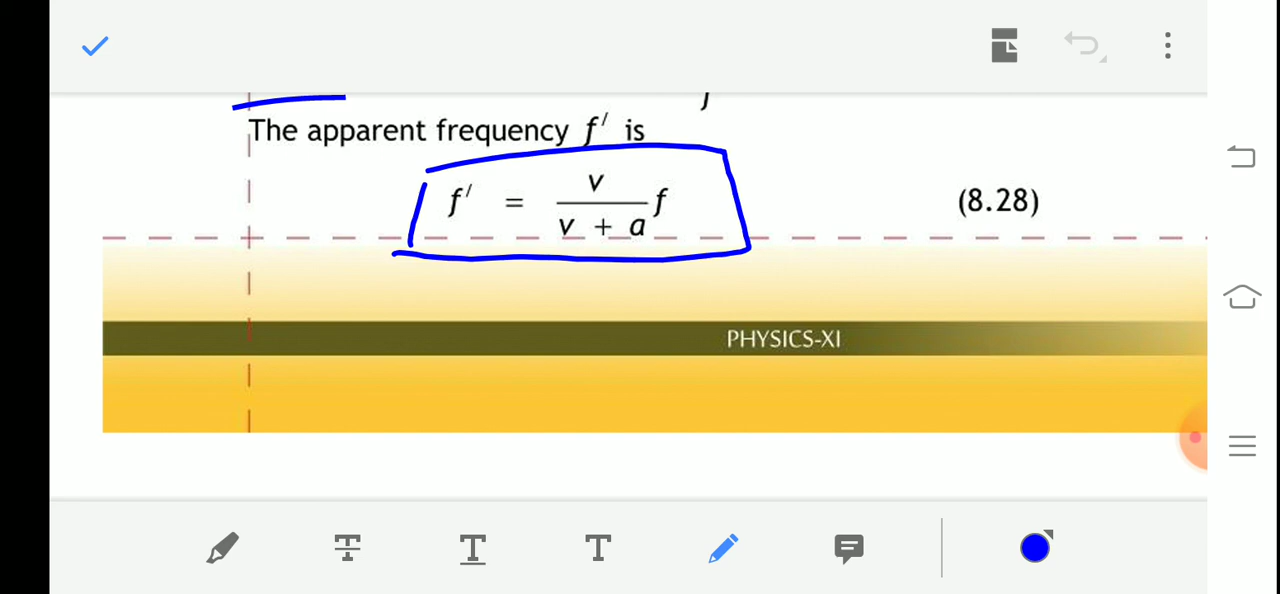 The apparent frequency f′ is
f′ = v / (v + a) f (8.28)
PHYSICS-XI